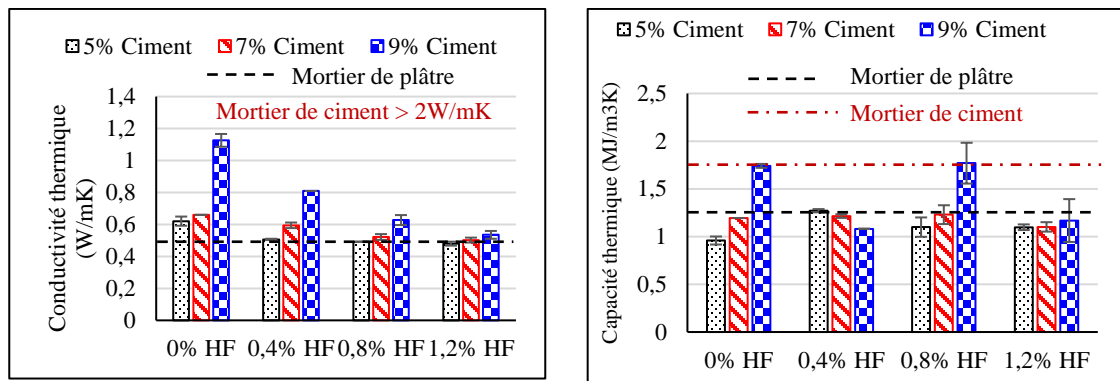 5% Ciment 7% Ciment 9% Ciment
Mortier de plâtre
Mortier de ciment > 2W/mK
Conductivité thermique
(W/mK)
1,4
1,2
1
0,8
0,6
0,4
0,2
0
0% HF 0,4% HF 0,8% HF 1,2% HF
5% Ciment 7% Ciment 9% Ciment
Mortier de plâtre
Mortier de ciment
Capacité thermique (MJ/m3K)
2,5
2
1,5
1
0,5
0
0% HF 0,4% HF 0,8% HF 1,2% HF